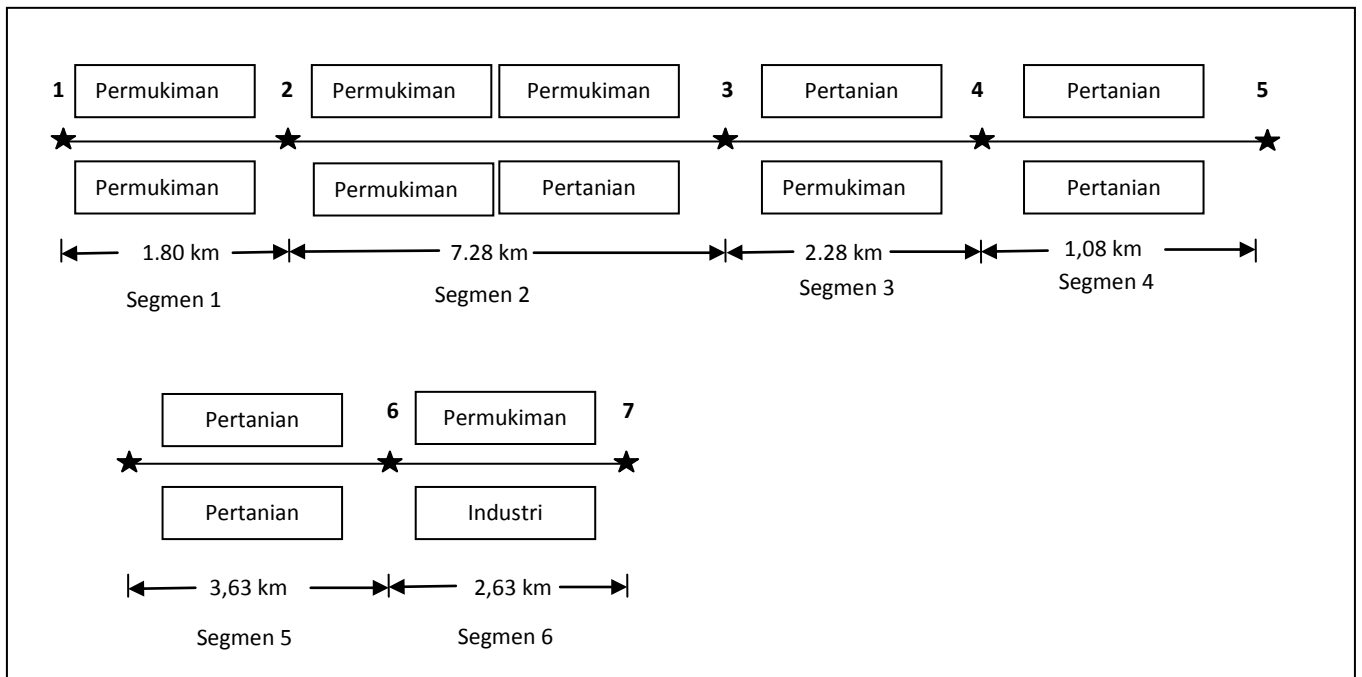 1 Permukiman 2 Permukiman Permukiman 3 Pertanian 4 Pertanian 5
Permukiman Permukiman Pertanian Permukiman Pertanian
1.80 km 7.28 km 2.28 km 1,08 km
Segmen 1 Segmen 2 Segmen 3 Segmen 4
Pertanian 6 Permukiman 7
Pertanian Industri
3,63 km 2,63 km
Segmen 5 Segmen 6